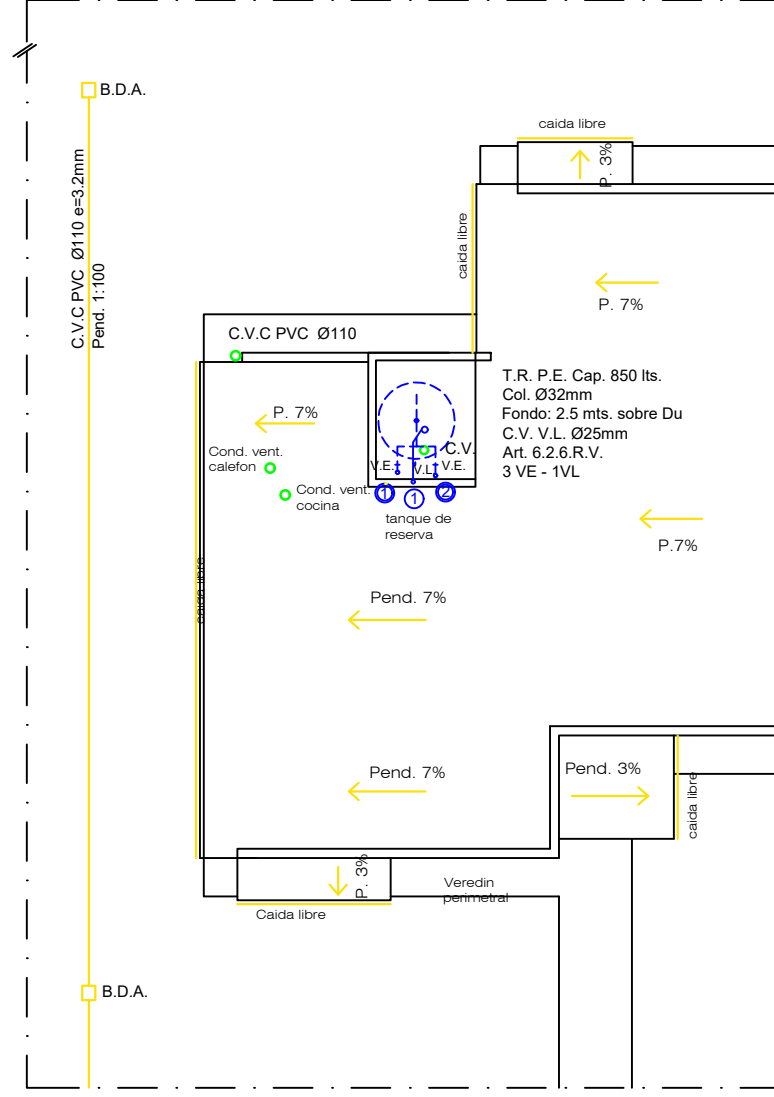 B.D.A.
caida libre
P. 3%
C.V.C PVC Ø110 e=3.2mm
Pend. 1:100
caida libre
P. 7%
C.V.C PVC Ø110
T.R. P.E. Cap. 850 lts.
Col. Ø32mm
Fondo: 2.5 mts. sobre Du
C.V. V.L. Ø25mm
Art. 6.2.6.R.V.
3 VE - 1VL
P. 7%
Cond. vent.
calefon
C.V.
V.E.
V.L.
V.E.
Cond. vent.
cocina
1
1
2
tanque de
reserva
P.7%
caida libre
Pend. 7%
Pend. 7%
Pend. 3%
caida libre
P. 3%
Veredin
perimetral
Caida libre
B.D.A.